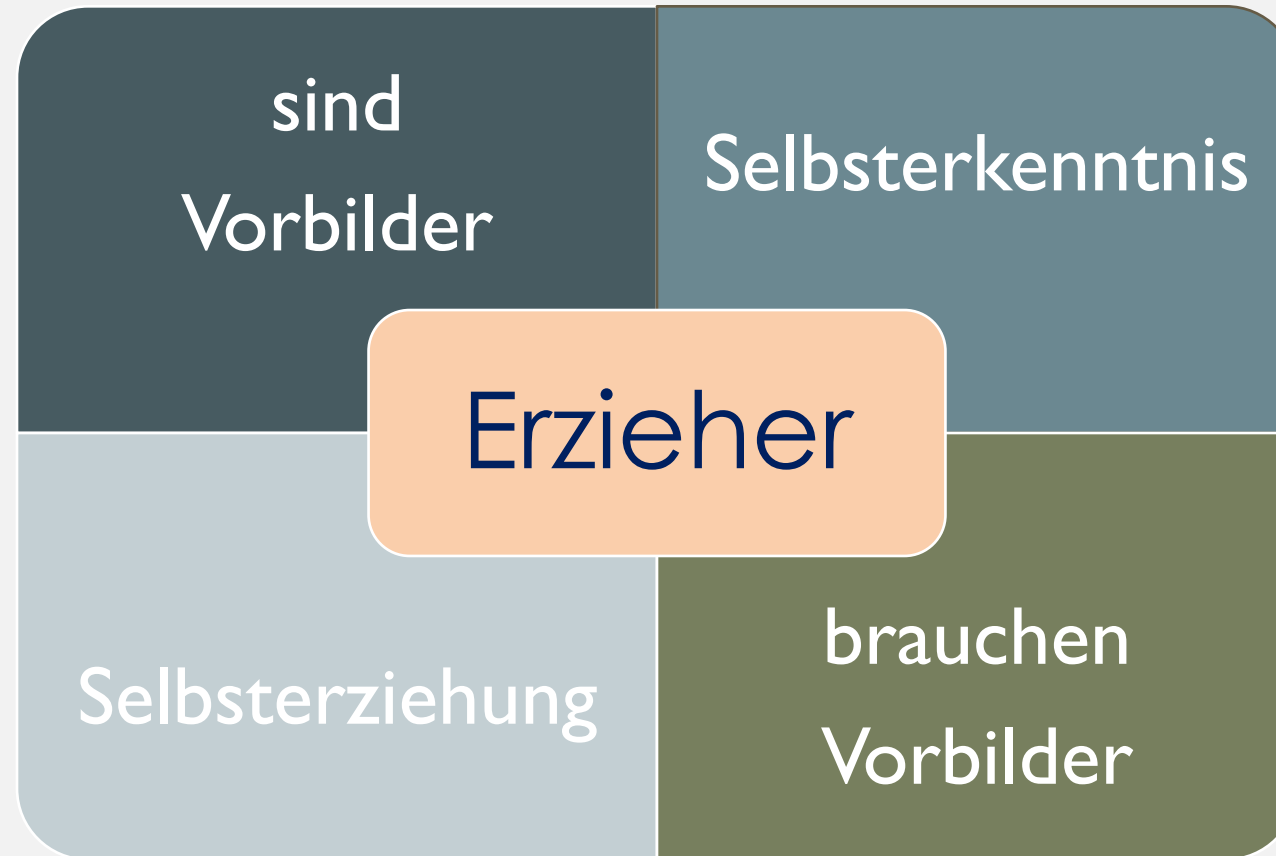 sind
Vorbilder
Selbsterkenntnis
Erzieher
Selbsterziehung
brauchen
Vorbilder